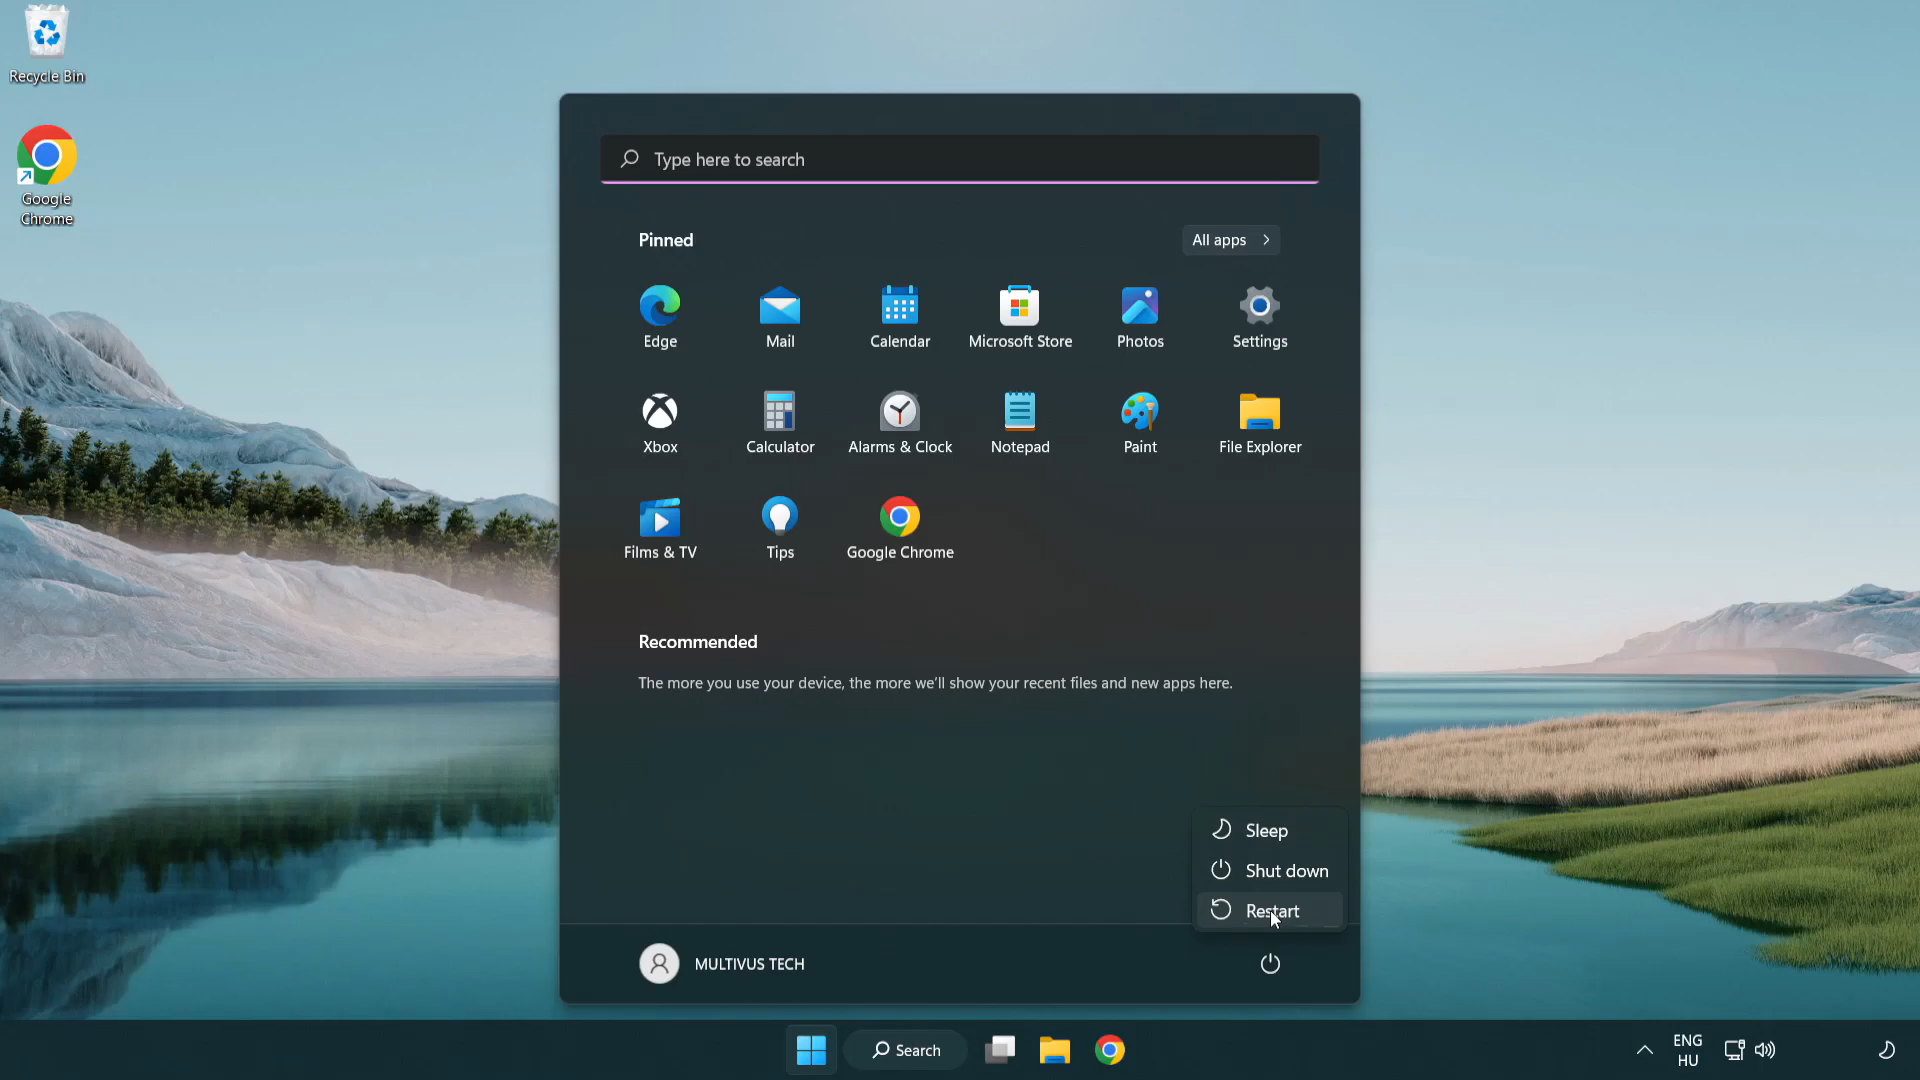 Recycle Bin
Google
Chrome
Type here to search
Pinned
All apps
Edge
Mail
Calendar
Microsoft Store
Photos
Settings
Xbox
Calculator
Alarms & Clock
Notepad
Paint
File Explorer
Films & TV
Tips
Google Chrome
Recommended
The more you use your device, the more we'll show your recent files and new apps here.
Sleep
Shut down
Restart
MULTIVUS TECH
Search
ENG
HU